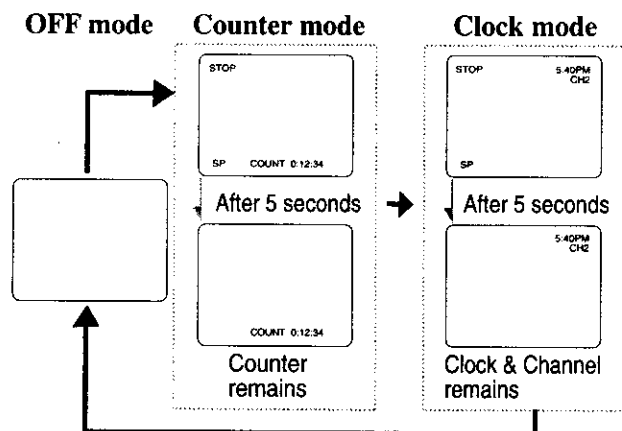 OFF mode
Counter mode
Clock mode
STOP
SP COUNT 0:12:34
After 5 seconds
COUNT 0:12:34
Counter
remains
STOP 5:40PM
CH2
SP
After 5 seconds
5:40PM
CH2
Clock & Channel
remains